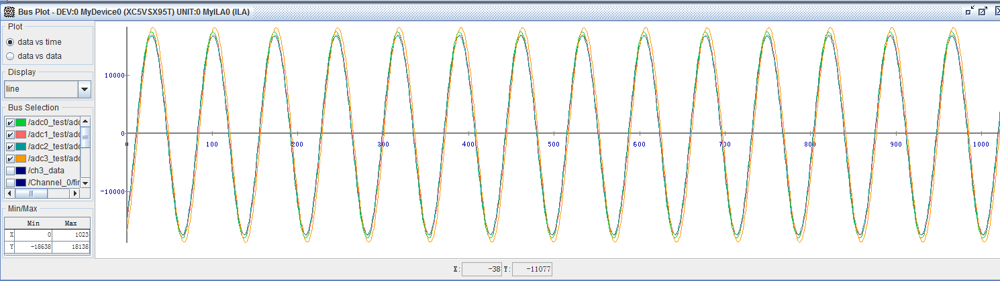 Bus Plot - DEV:0 MyDevice0 (XC5VSX95T) UNIT:0 MyILA0 (ILA)
Plot
data vs time
data vs data
Display
line
Bus Selection
/adc0_test/adc
/adc1_test/adc
/adc2_test/adc
/adc3_test/adc
/ch3_data
/Channel_0/fir
Min/Max
Min Max
X 0 1023
Y -18638 18138
10000
0
-10000
0 100 200 300 400 500 600 700 800 900 1000
X: -38 Y: -11077